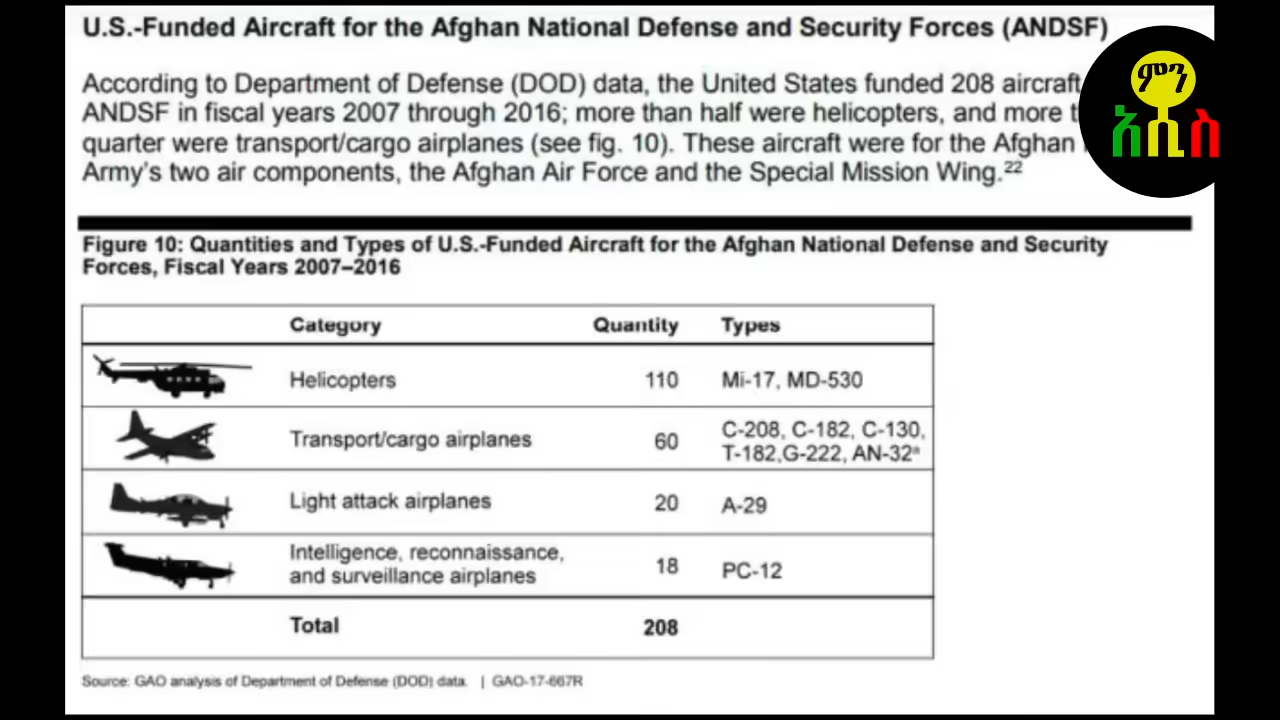 U.S.-Funded Aircraft for the Afghan National Defense and Security Forces (ANDSF)
According to Department of Defense (DOD) data, the United States funded 208 aircraft
ANDSF in fiscal years 2007 through 2016; more than half were helicopters, and more
quarter were transport/cargo airplanes (see fig. 10). These aircraft were for the Afghan
Army's two air components, the Afghan Air Force and the Special Mission Wing.²²
ምን
አለ በስ
Figure 10: Quantities and Types of U.S.-Funded Aircraft for the Afghan National Defense and Security
Forces, Fiscal Years 2007–2016
Category Quantity Types
Helicopters 110 Mi-17, MD-530
Transport/cargo airplanes 60 C-208, C-182, C-130,
T-182,G-222, AN-32ᵃ
Light attack airplanes 20 A-29
Intelligence, reconnaissance,
and surveillance airplanes 18 PC-12
Total 208
Source: GAO analysis of Department of Defense (DOD) data. | GAO-17-667R